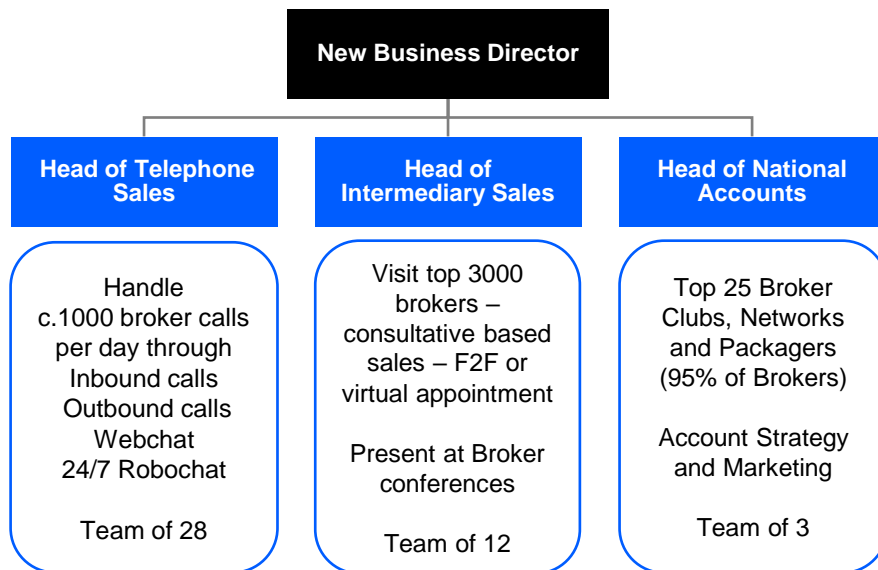 New Business Director
Head of Telephone
Sales
Head of
Intermediary Sales
Head of National
Accounts
Handle
c.1000 broker calls
per day through
Inbound calls
Outbound calls
Webchat
24/7 Robochat
Team of 28
Visit top 3000
brokers –
consultative based
sales – F2F or
virtual appointment
Present at Broker
conferences
Team of 12
Top 25 Broker
Clubs, Networks
and Packagers
(95% of Brokers)
Account Strategy
and Marketing
Team of 3